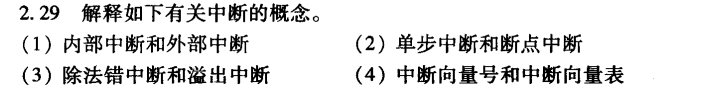 2.29 解释如下有关中断的概念。
(1) 内部中断和外部中断 (2) 单步中断和断点中断
(3) 除法错中断和溢出中断 (4) 中断向量号和中断向量表